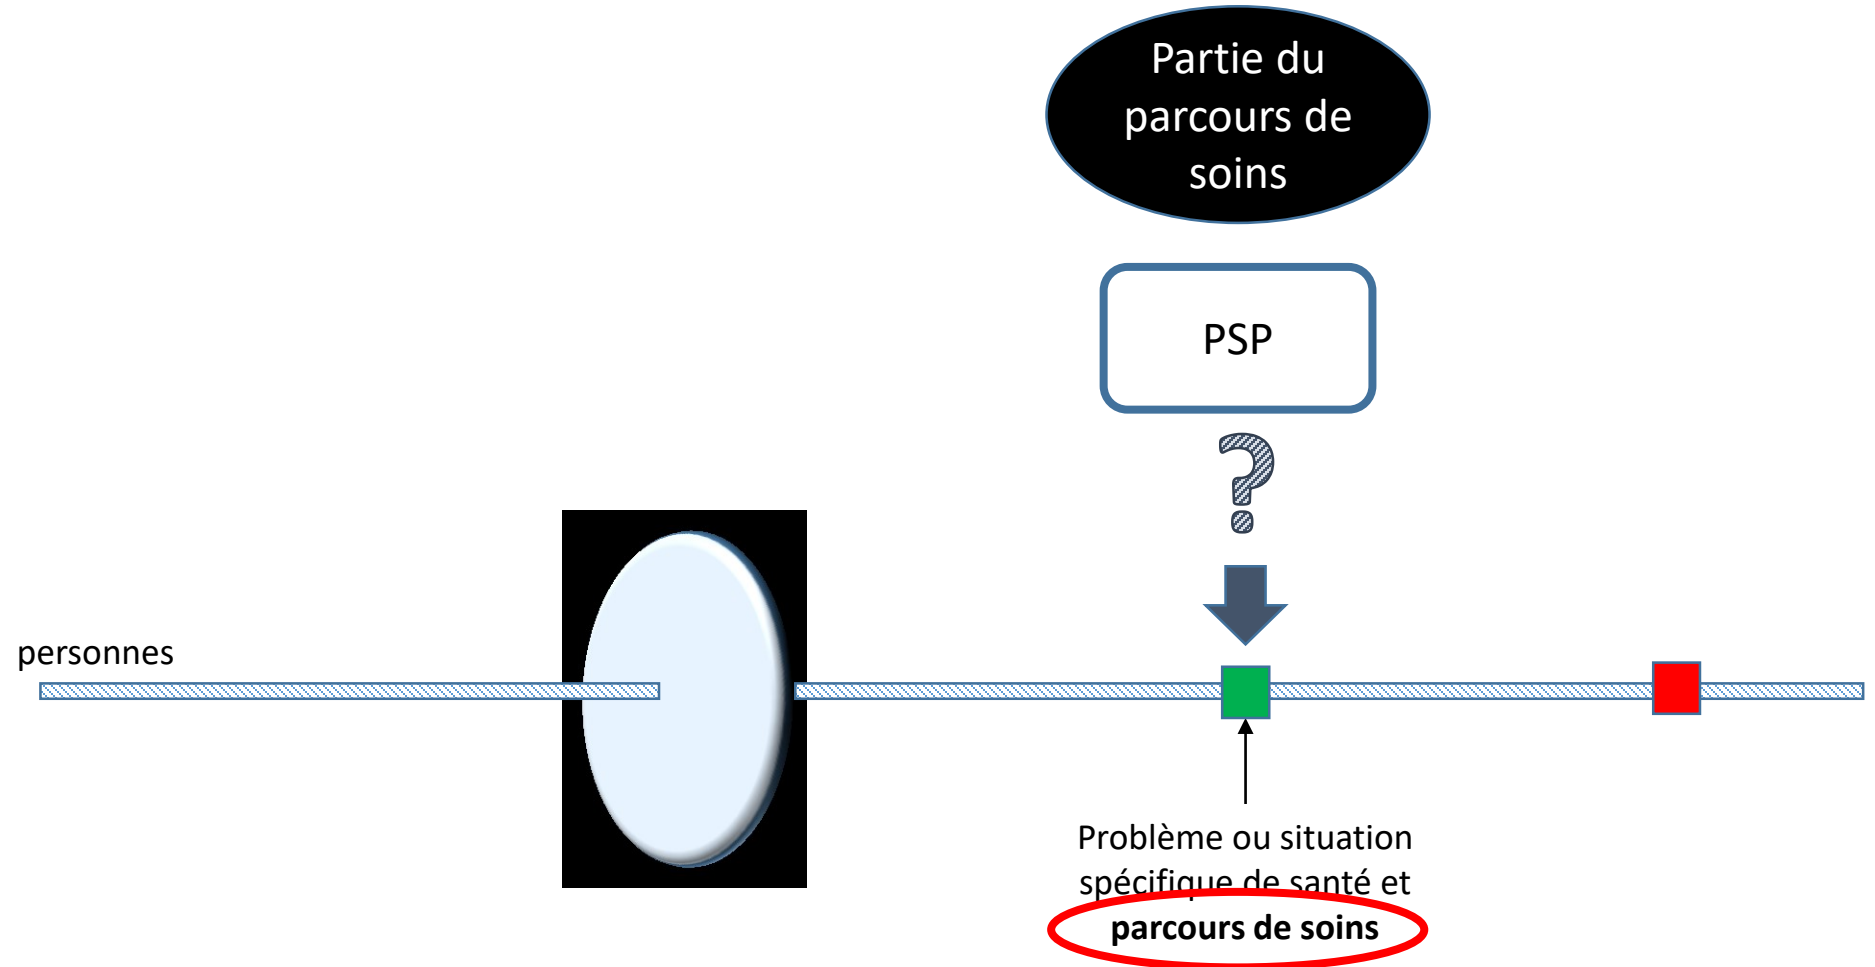 Partie du
parcours de
soins
PSP
?
personnes
Problème ou situation
spécifique de santé et
parcours de soins